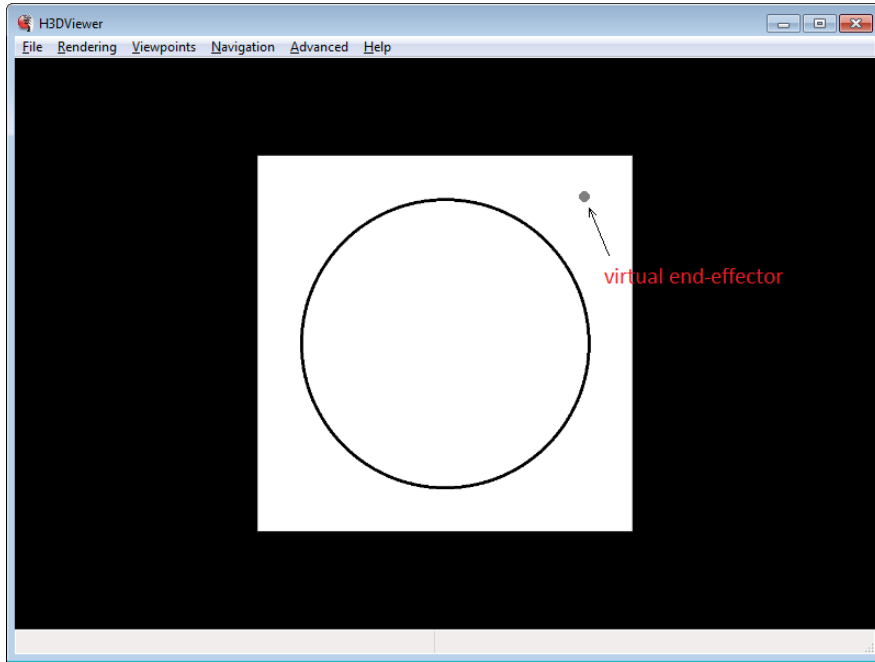 H3DViewer
File Rendering Viewpoints Navigation Advanced Help
virtual end-effector